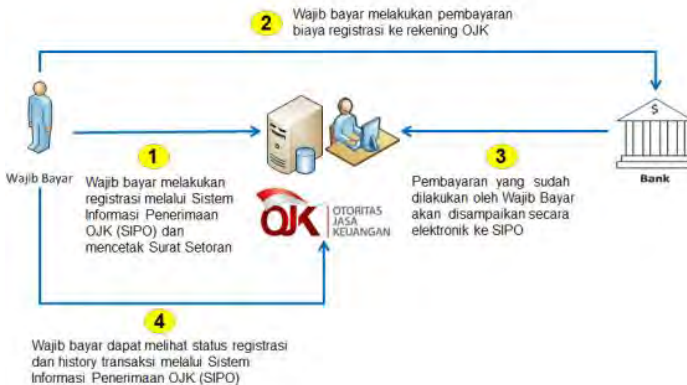 2
Wajib bayar melakukan pembayaran
biaya registrasi ke rekening OJK
$
Wajib Bayar
1
Wajib bayar melakukan
registrasi melalui Sistem
Informasi Penerimaan
OJK (SIPO) dan
mencetak Surat Setoran
3
Bank
Pembayaran yang sudah
dilakukan oleh Wajib Bayar
akan disampaikan secara
elektronik ke SIPO
OJK
OTORITAS
JASA
KEUANGAN
4
Wajib bayar dapat melihat status registrasi
dan history transaksi melalui Sistem
Informasi Penerimaan OJK (SIPO)